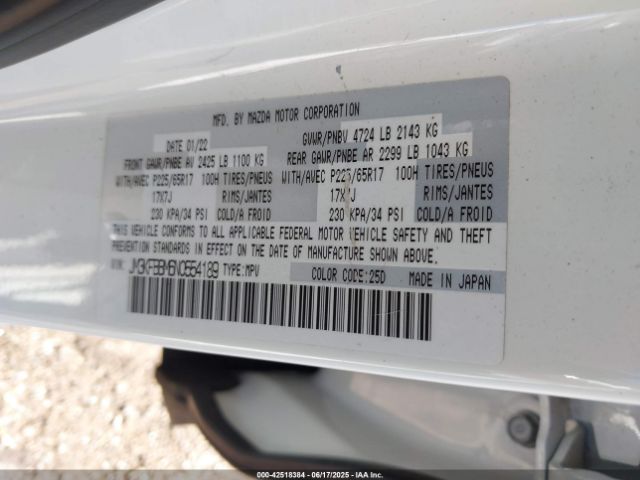 MFD. BY MAZDA MOTOR CORPORATION
DATE 01/22 GVWR/PNBV 4724 LB 2143 KG
FRONT GAWR/PNBE AV 2425 LB 1100 KG REAR GAWR/PNBE AR 2299 LB 1043 KG
WITH/AVEC P225/65R17 100H TIRES/PNEUS WITH/AVEC P225/65R17 100H TIRES/PNEUS
17X7J RIMS/JANTES 17X7J RIMS/JANTES
230 KPA/34 PSI COLD/A FROID 230 KPA/34 PSI COLD/A FROID
THIS VEHICLE CONFORMS TO ALL APPLICABLE FEDERAL MOTOR VEHICLE SAFETY AND THEFT
PREVENTION STANDARDS IN EFFECT ON THE DATE OF MANUFACTURE SHOWN ABOVE.
VIN: JM3KFBBM6N0554189 TYPE: MPV COLOR CODE: 25D MADE IN JAPAN
000-42518384 - 06/17/2025 - IAA Inc. (c)